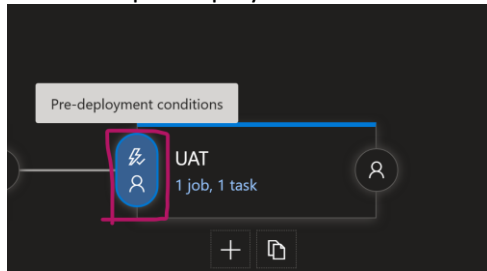 Pre-deployment conditions
UAT
1 job, 1 task